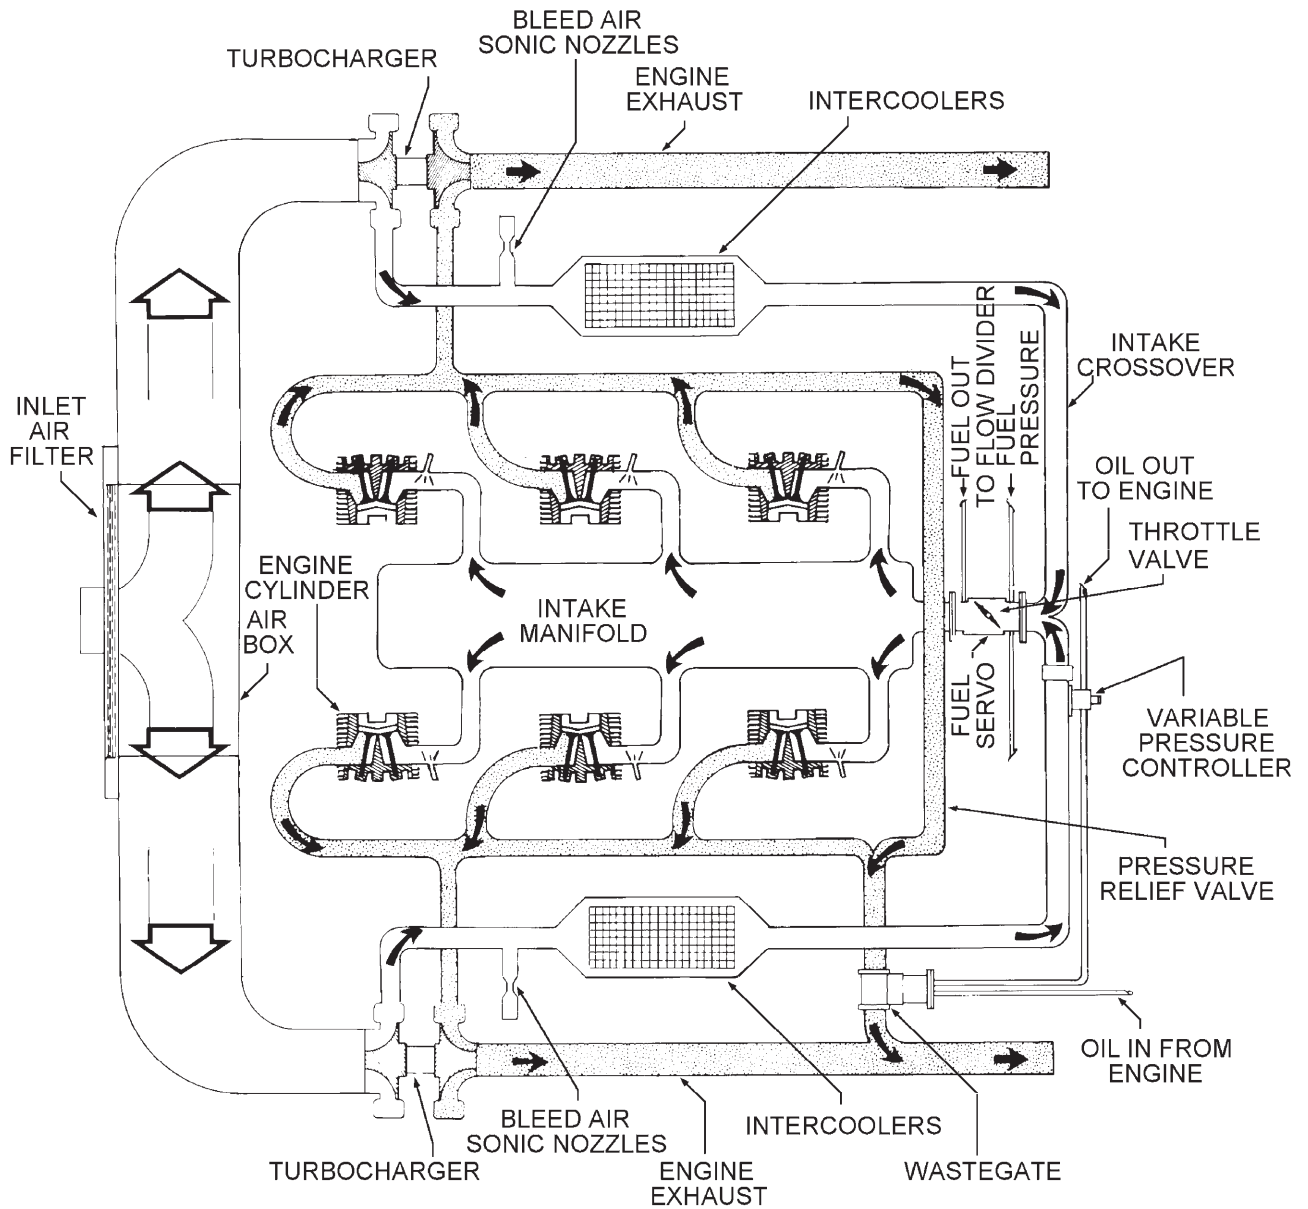 BLEED AIR
SONIC NOZZLES
TURBOCHARGER
ENGINE
EXHAUST
INTERCOOLERS
INTAKE
CROSSOVER
FUEL OUT
TO FLOW DIVIDER
FUEL
PRESSURE
INLET
AIR
FILTER
OIL OUT
TO ENGINE
THROTTLE
VALVE
ENGINE
CYLINDER
AIR
BOX
INTAKE
MANIFOLD
FUEL
SERVO
VARIABLE
PRESSURE
CONTROLLER
PRESSURE
RELIEF VALVE
OIL IN FROM
ENGINE
BLEED AIR
SONIC NOZZLES
INTERCOOLERS
TURBOCHARGER
ENGINE
EXHAUST
WASTEGATE